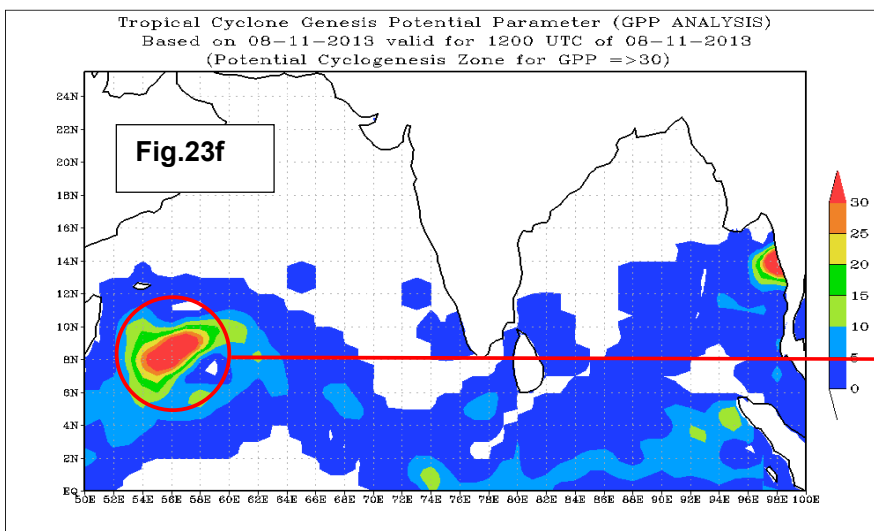 Tropical Cyclone Genesis Potential Parameter (GPP ANALYSIS)
Based on 08-11-2013 valid for 1200 UTC of 08-11-2013
(Potential Cyclogenesis Zone for GPP =>30)
Fig.23f
24N
22N
20N
18N
16N
14N
12N
10N
8N
6N
4N
2N
EQ
50E 52E 54E 56E 58E 60E 62E 64E 66E 68E 70E 72E 74E 76E 78E 80E 82E 84E 86E 88E 90E 92E 94E 96E 98E 100E
30
25
20
15
10
5
0